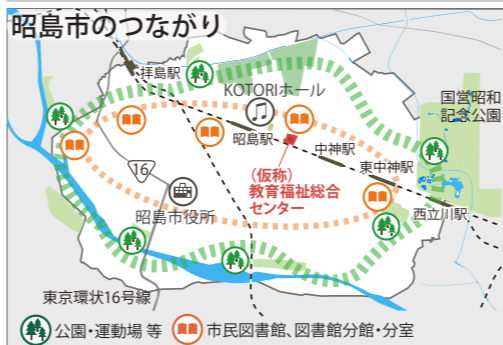 昭島市のつながり
拝島駅
KOTORIホール
国営昭和
記念公園
昭島駅
中神駅
東中神駅
(仮称)
教育福祉総合
センター
16
昭島市役所
西立川駅
東京環状16号線
公園・運動場 等
市民図書館、図書館分館・分室